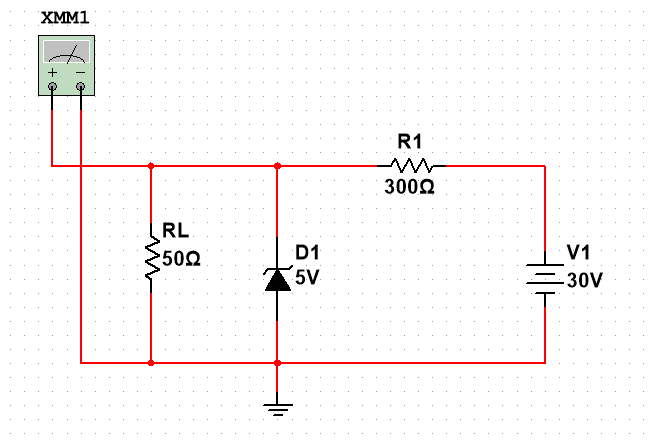 XMM1
+ −
R1
300Ω
RL
50Ω
D1
5V
V1
30V